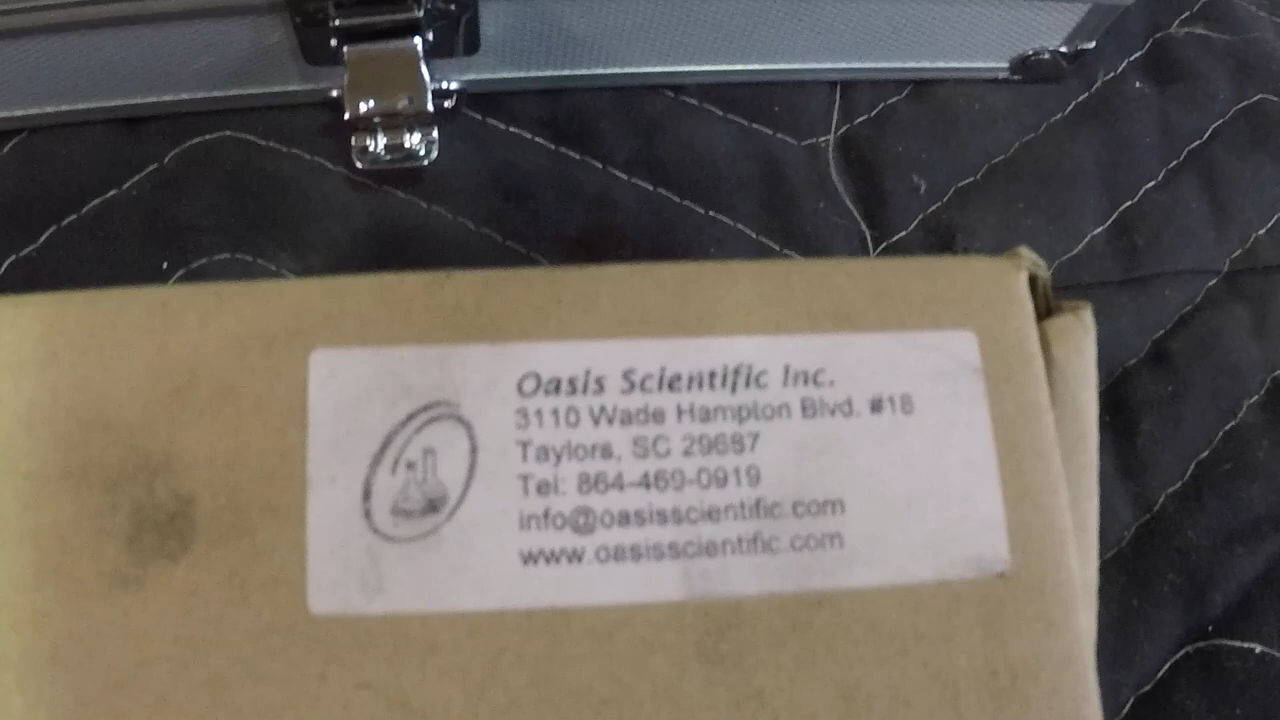 Oasis Scientific Inc.
3110 Wade Hampton Blvd. #18
Taylors, SC 29687
Tel: 864-469-0919
info@oasisscientific.com
www.oasisscientific.com